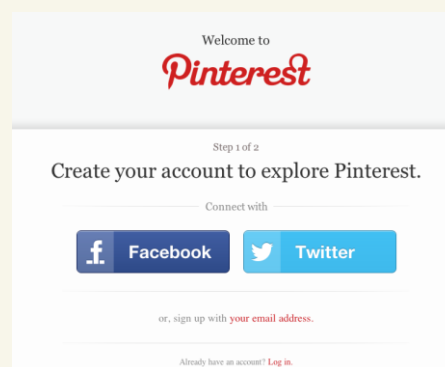 Welcome to
Pinterest
Step 1 of 2
Create your account to explore Pinterest.
Connect with
f Facebook
Twitter
or, sign up with your email address.
Already have an account? Log in.